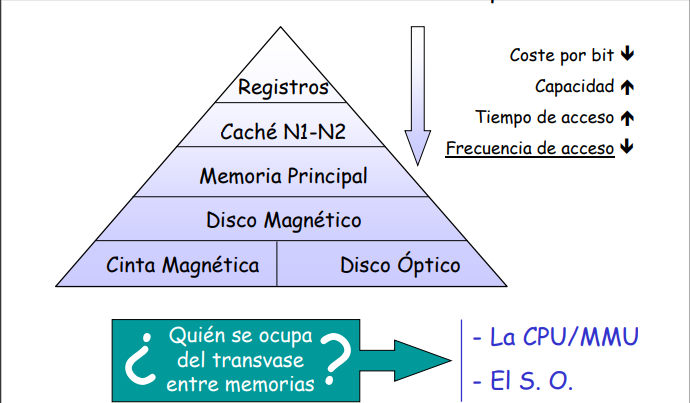 Registros
Caché N1-N2
Memoria Principal
Disco Magnético
Cinta Magnética
Disco Óptico
Coste por bit 🡻
Capacidad 🡹
Tiempo de acceso 🡹
Frecuencia de acceso 🡻
¿ Quién se ocupa
del transvase
entre memorias ?
- La CPU/MMU
- El S. O.